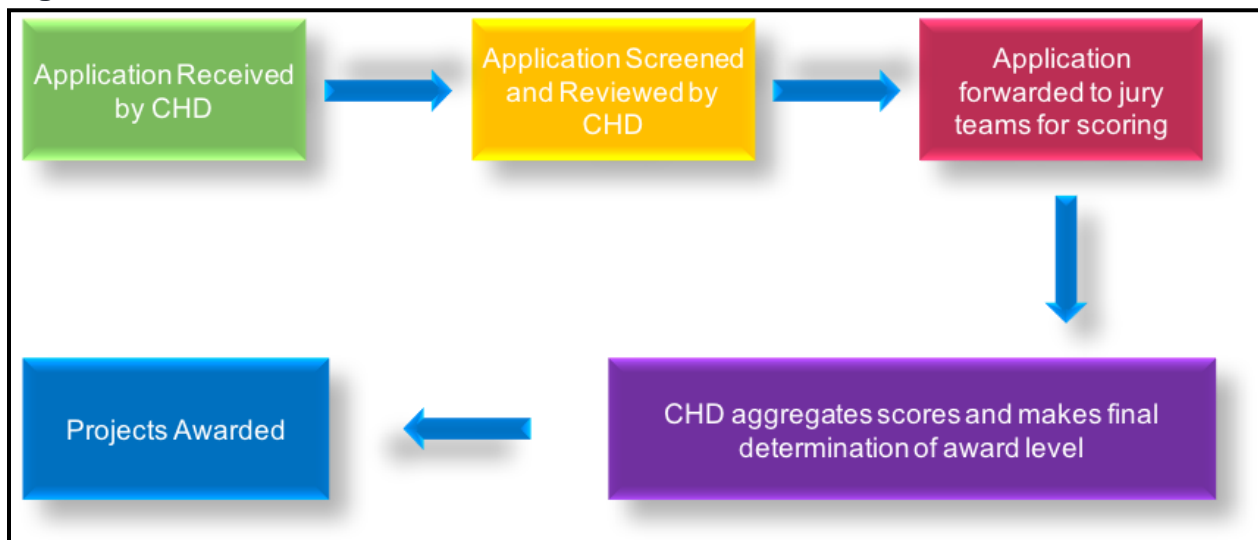 Application Received
by CHD
Application Screened
and Reviewed by
CHD
Application
forwarded to jury
teams for scoring
CHD aggregates scores and makes final
determination of award level
Projects Awarded